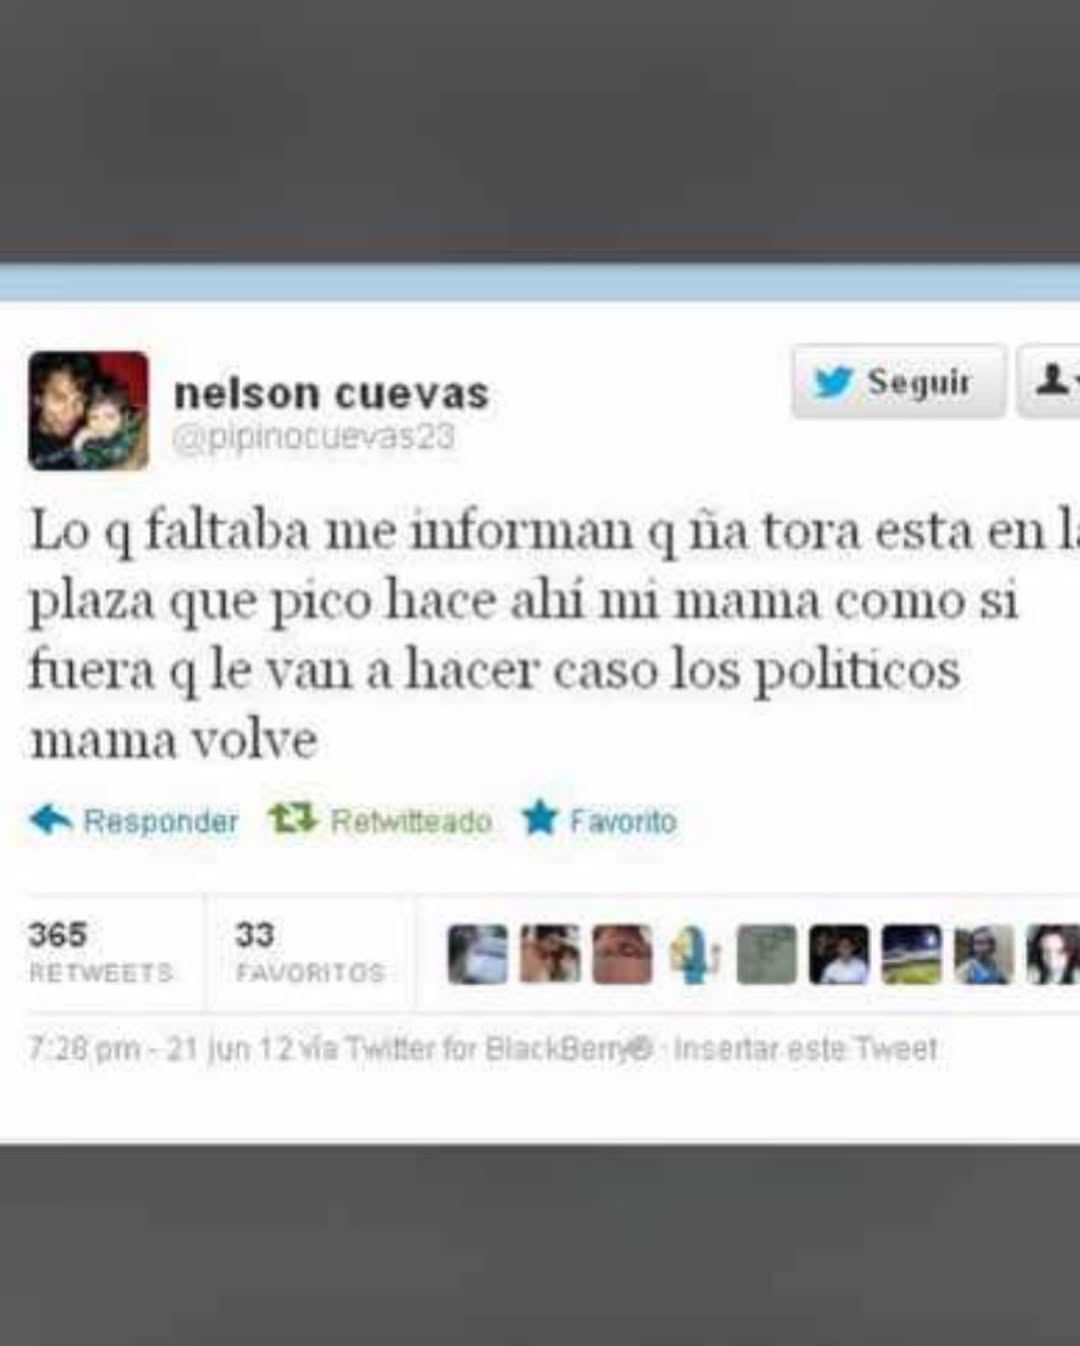 nelson cuevas
Seguir
@pipinocuevas23
Lo q faltaba me informan q ña tora esta en la
plaza que pico hace ahí mi mama como si
fuera q le van a hacer caso los politicos
mama volve
Responder Retwitteado Favorito
365 33
RETWEETS FAVORITOS
7:28 pm - 21 jun 12 vía Twitter for BlackBerry® · Insertar este Tweet